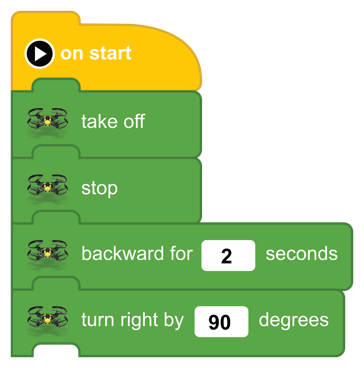 on start
take off
stop
backward for 2 seconds
turn right by 90 degrees